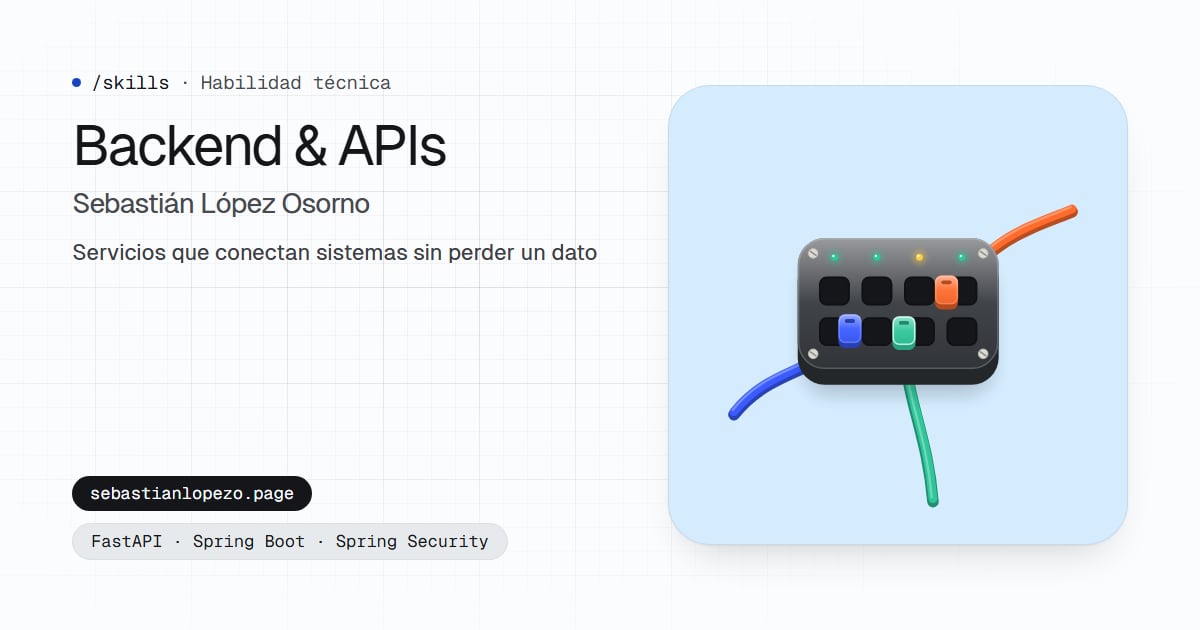 /skills · Habilidad técnica
Backend & APIs
Sebastián López Osorno
Servicios que conectan sistemas sin perder un dato
sebastianlopezo.page
FastAPI · Spring Boot · Spring Security